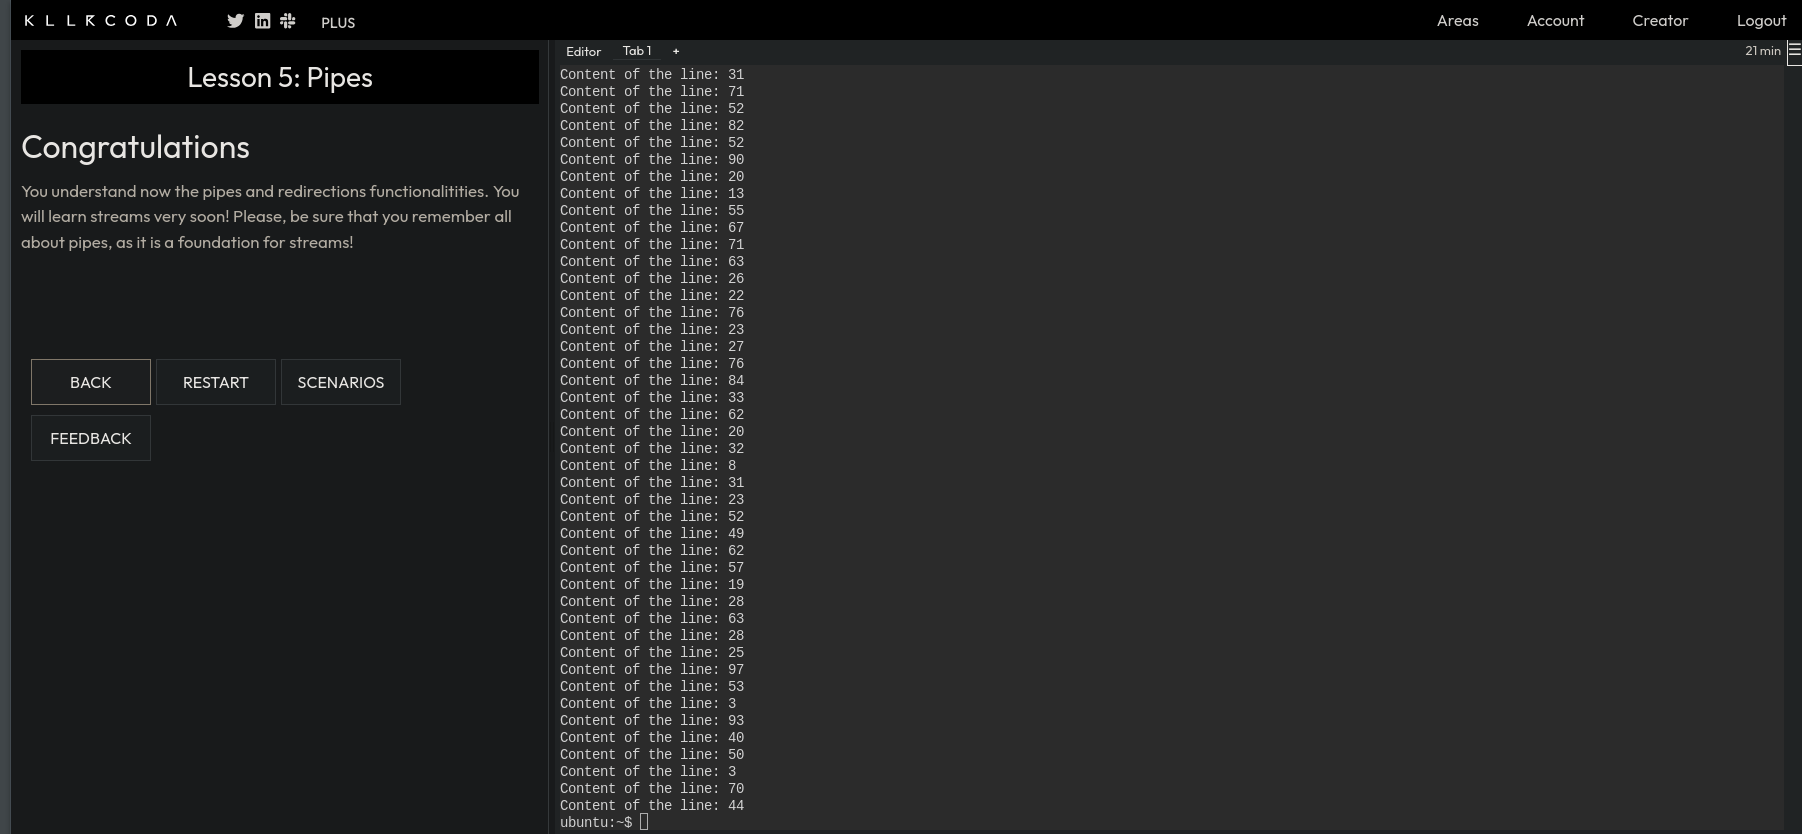 KILLERCODA PLUS Areas Account Creator Logout
Lesson 5: Pipes
Congratulations
You understand now the pipes and redirections functionalitities. You
will learn streams very soon! Please, be sure that you remember all
about pipes, as it is a foundation for streams!
BACK RESTART SCENARIOS
FEEDBACK
Editor Tab 1 + 21 min
Content of the line: 31
Content of the line: 71
Content of the line: 52
Content of the line: 82
Content of the line: 52
Content of the line: 90
Content of the line: 20
Content of the line: 13
Content of the line: 55
Content of the line: 67
Content of the line: 71
Content of the line: 63
Content of the line: 26
Content of the line: 22
Content of the line: 76
Content of the line: 23
Content of the line: 27
Content of the line: 76
Content of the line: 84
Content of the line: 33
Content of the line: 62
Content of the line: 20
Content of the line: 32
Content of the line: 8
Content of the line: 31
Content of the line: 23
Content of the line: 52
Content of the line: 49
Content of the line: 62
Content of the line: 57
Content of the line: 19
Content of the line: 28
Content of the line: 63
Content of the line: 28
Content of the line: 25
Content of the line: 97
Content of the line: 53
Content of the line: 3
Content of the line: 93
Content of the line: 40
Content of the line: 50
Content of the line: 3
Content of the line: 70
Content of the line: 44
ubuntu:~$